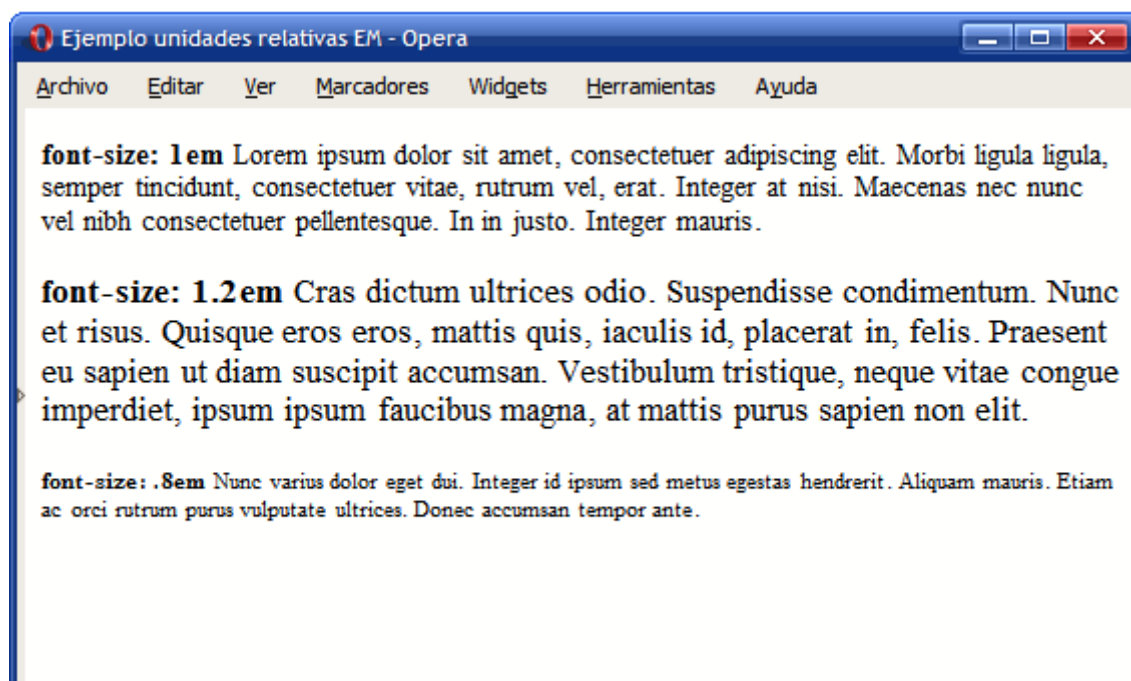 Ejemplo unidades relativas EM - Opera
Archivo Editar Ver Marcadores Widgets Herramientas Ayuda
font-size: 1em Lorem ipsum dolor sit amet, consectetuer adipiscing elit. Morbi ligula ligula,
semper tincidunt, consectetuer vitae, rutrum vel, erat. Integer at nisi. Maecenas nec nunc
vel nibh consectetuer pellentesque. In in justo. Integer mauris.
font-size: 1.2em Cras dictum ultrices odio. Suspendisse condimentum. Nunc
et risus. Quisque eros eros, mattis quis, iaculis id, placerat in, felis. Praesent
eu sapien ut diam suscipit accumsan. Vestibulum tristique, neque vitae congue
imperdiet, ipsum ipsum faucibus magna, at mattis purus sapien non elit.
font-size: .8em Nunc varius dolor eget dui. Integer id ipsum sed metus egestas hendrerit. Aliquam mauris. Etiam
ac orci rutrum purus vulputate ultrices. Donec accumsan tempor ante.